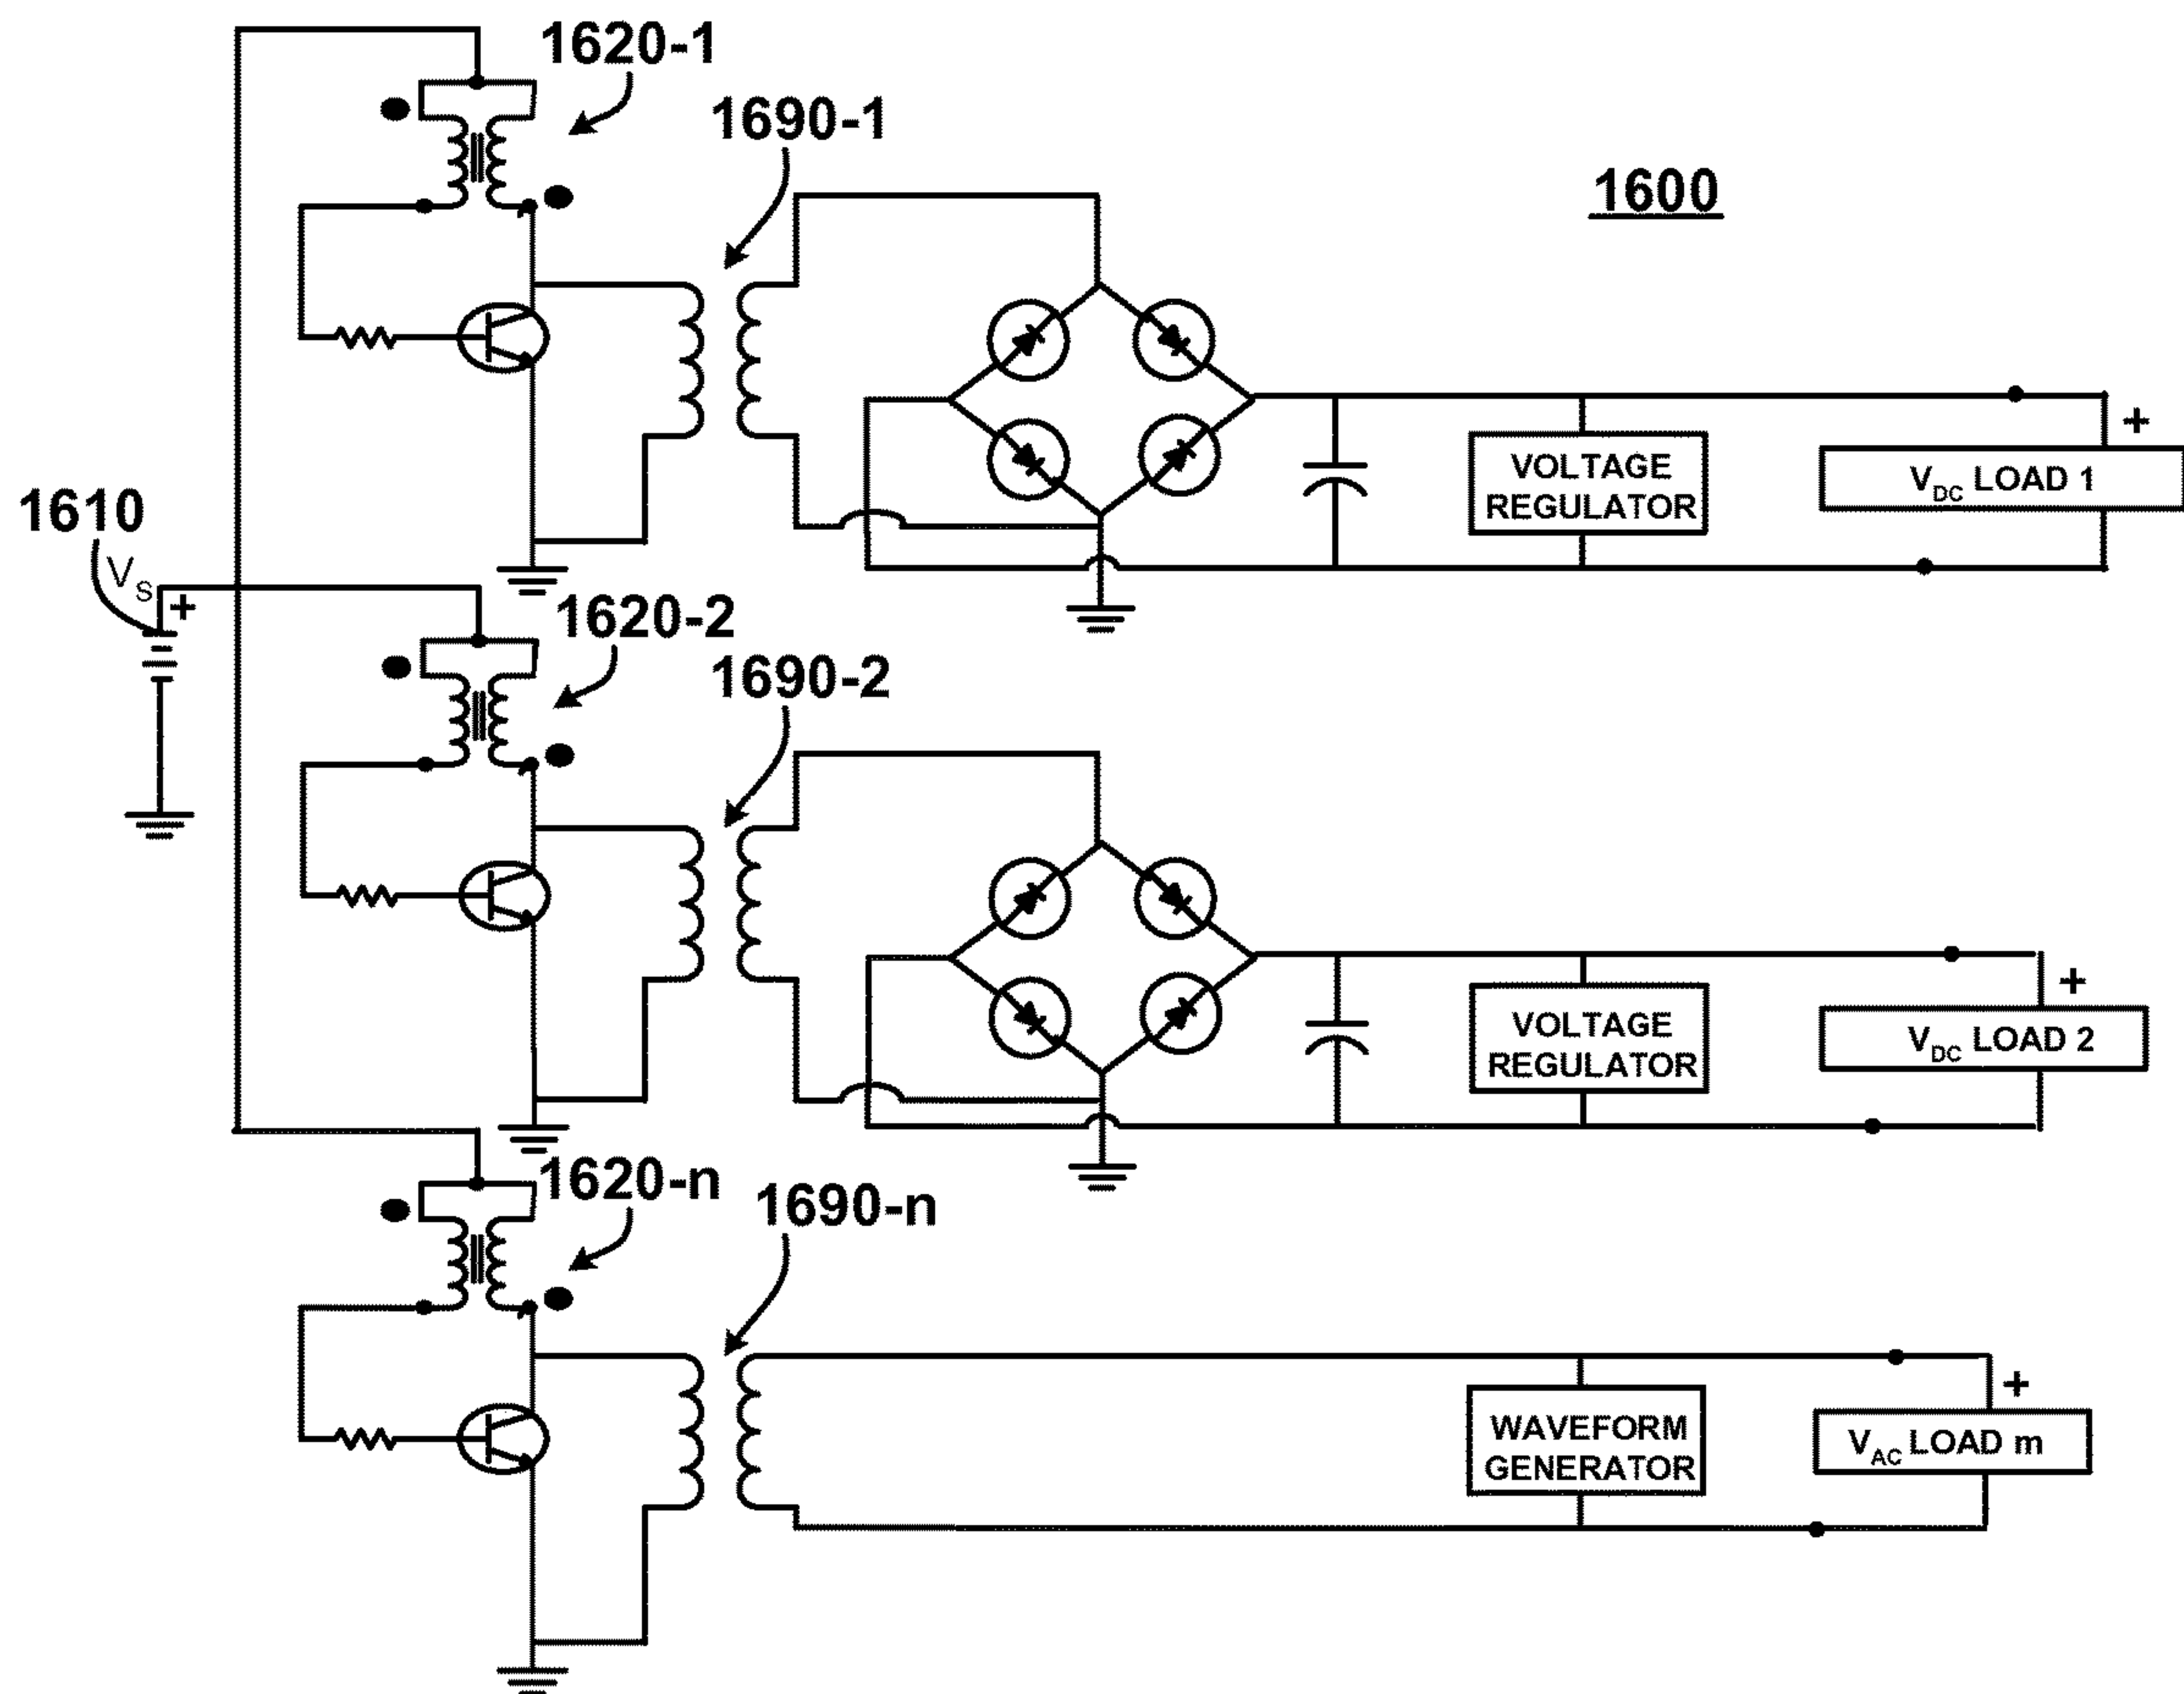 1620-1
1690-1
1600
+
VOLTAGE
REGULATOR
VDC LOAD 1
1610
VS
+
1620-2
1690-2
+
VOLTAGE
REGULATOR
VDC LOAD 2
1620-n
1690-n
+
WAVEFORM
GENERATOR
VAC LOAD m